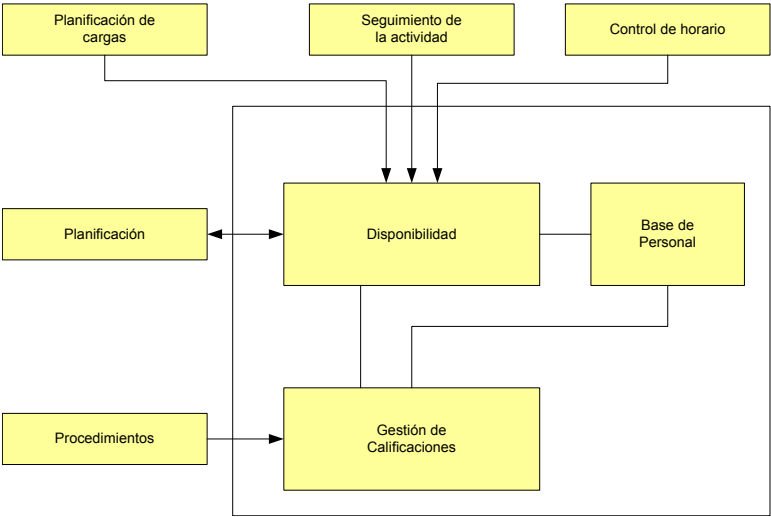 Planificación de
cargas
Seguimiento de
la actividad
Control de horario
Planificación
Disponibilidad
Base de
Personal
Procedimientos
Gestión de
Calificaciones